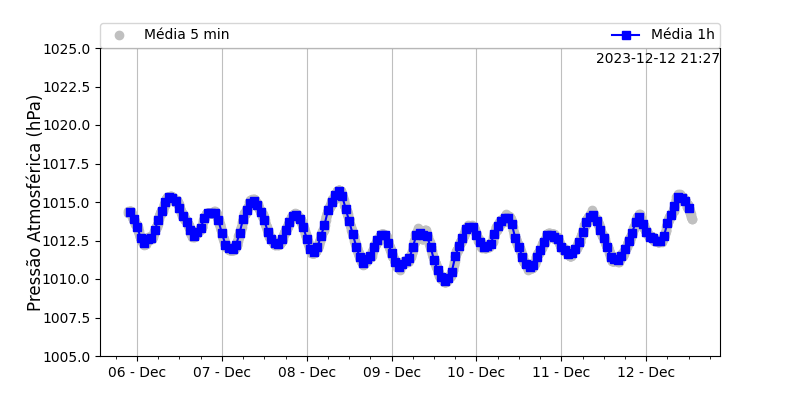 Média 5 min
Média 1h
2023-12-12 21:27
Pressão Atmosférica (hPa)
1025.0
1022.5
1020.0
1017.5
1015.0
1012.5
1010.0
1007.5
1005.0
06 - Dec
07 - Dec
08 - Dec
09 - Dec
10 - Dec
11 - Dec
12 - Dec